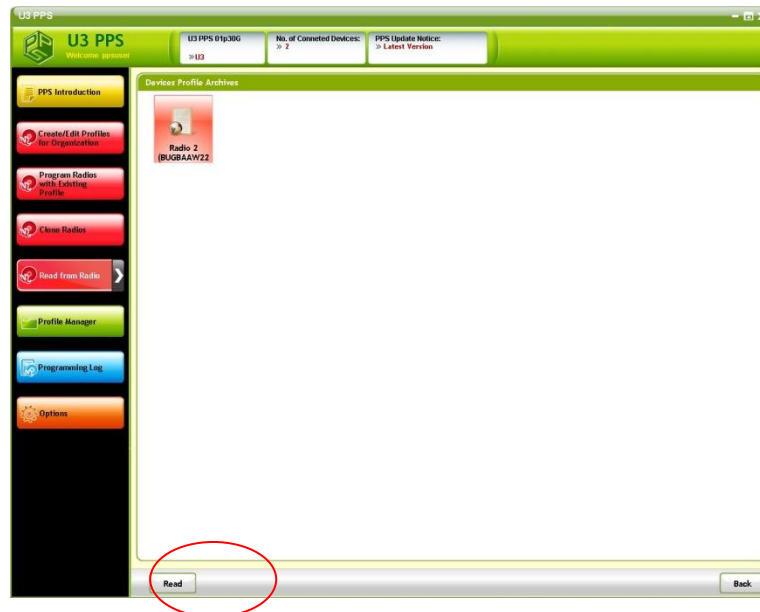 U3 PPS
U3 PPS
Welcome ppsuser
U3 PPS 01p30G
»U3
No. of Conneted Devices:
» 2
PPS Update Notice:
» Latest Version
PPS Introduction
Create/Edit Profiles
for Organization
Program Radios
with Existing
Profile
Clone Radios
Read from Radio
Profile Manager
Programming Log
Options
Devices Profile Archives
Radio 2
(BUGBAAW22
Read
Back